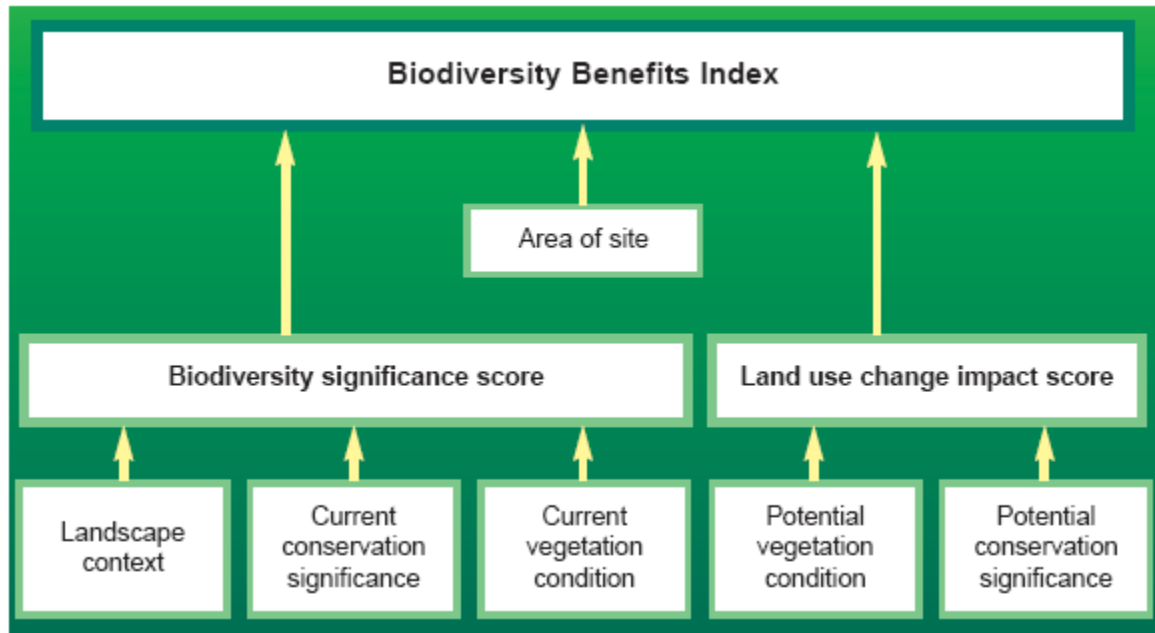 Biodiversity Benefits Index
Area of site
Biodiversity significance score
Land use change impact score
Landscape
context
Current
conservation
significance
Current
vegetation
condition
Potential
vegetation
condition
Potential
conservation
significance